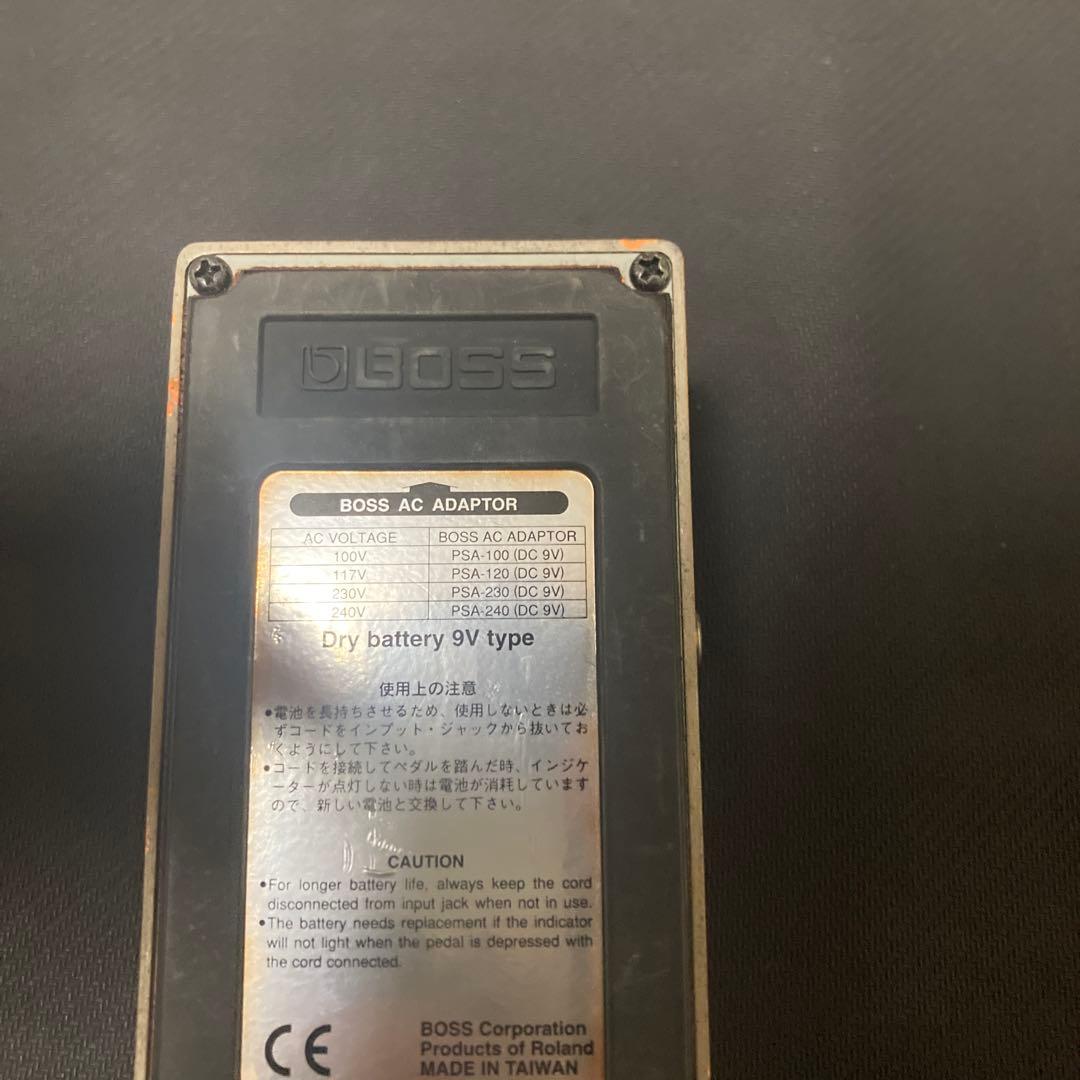 BOSS
BOSS AC ADAPTOR
AC VOLTAGE BOSS AC ADAPTOR
100V PSA-100 (DC 9V)
117V PSA-120 (DC 9V)
230V PSA-230 (DC 9V)
240V PSA-240 (DC 9V)
Dry battery 9V type
使用上の注意
•電池を長持ちさせるため、使用しないときは必
ずコードをインプット・ジャックから抜いてお
くようにして下さい。
•コードを接続してペダルを踏んだ時、インジケ
ーターが点灯しない時は電池が消耗しています
ので、新しい電池と交換して下さい。
CAUTION
•For longer battery life, always keep the cord
disconnected from input jack when not in use.
•The battery needs replacement if the indicator
will not light when the pedal is depressed with
the cord connected.
CE
BOSS Corporation
Products of Roland
MADE IN TAIWAN